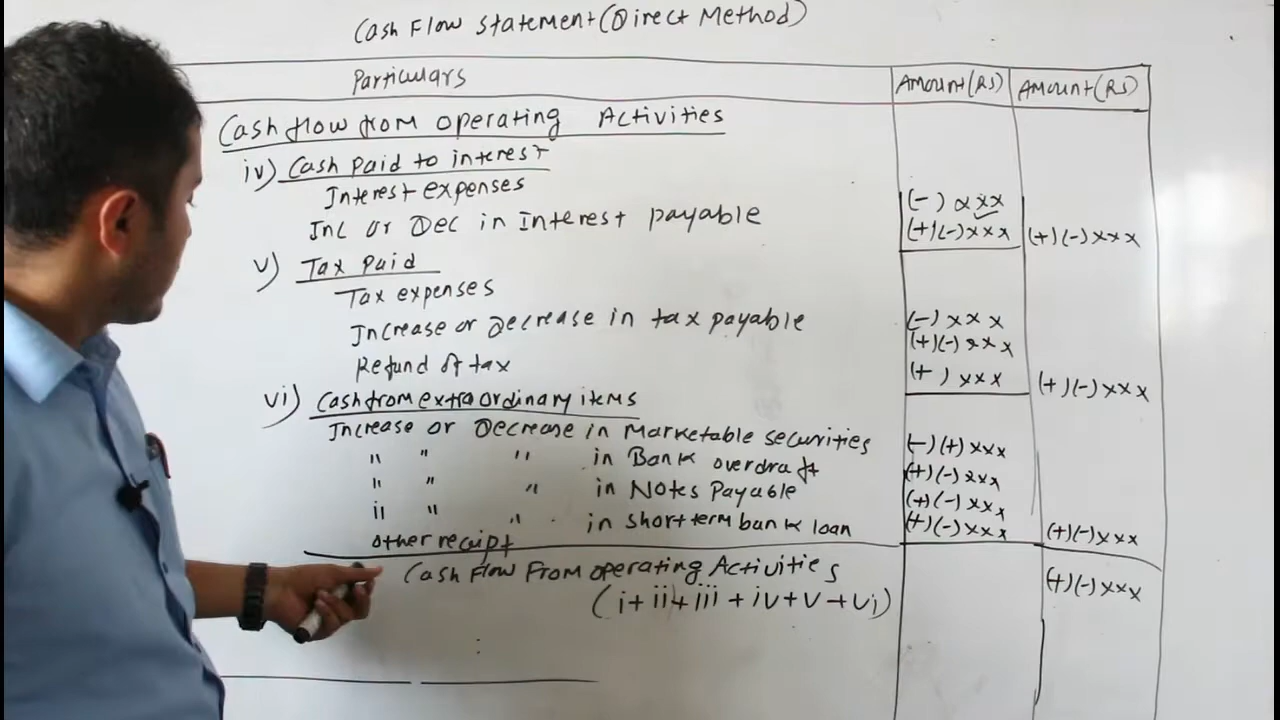 Cash Flow Statement (Direct Method)
Particulars Amount (RS) Amount (RS)
Cash flow from operating Activities
iv) Cash paid to interest
Interest expenses (-) xxx
Inc or Dec in Interest payable (+)(-) xxx (+)(-) xxx
v) Tax Paid
Tax expenses (-) xxx
Increase or Decrease in tax payable (+)(-) xxx
Refund of tax (+) xxx (+)(-) xxx
vi) Cash from extraordinary items
Increase or Decrease in Marketable securities (-)(+) xxx
" " " in Bank overdraft (+)(-) xxx
" " " in Notes Payable (+)(-) xxx
" " " in short term bank loan (+)(-) xxx (+)(-) xxx
other recipt
Cash Flow From operating Activities (+)(-) xxx
(i+ii+iii+iv+v+vi)